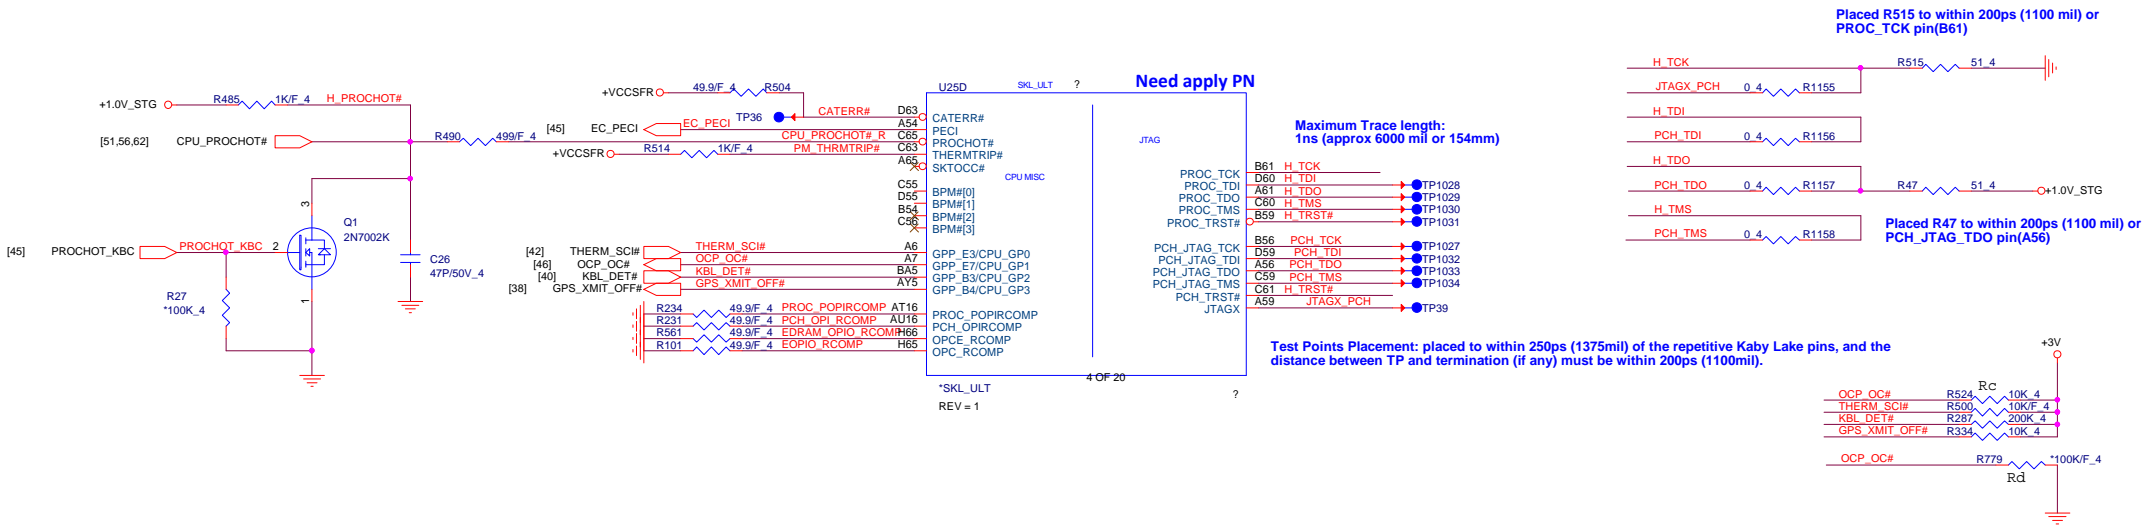 Placed R515 to within 200ps (1100 mil) or
PROC_TCK pin(B61)
H_TCK
R515
51_4
JTAGX_PCH
0_4
R1155
H_TDI
PCH_TDI
0_4
R1156
H_TDO
PCH_TDO
0_4
R1157
R47
51_4
+1.0V_STG
H_TMS
PCH_TMS
0_4
R1158
Placed R47 to within 200ps (1100 mil) or
PCH_JTAG_TDO pin(A56)
+1.0V_STG
R485
1K/F_4
H_PROCHOT#
[51,56,62]
CPU_PROCHOT#
R490
499/F_4
3
Q1
2N7002K
[45]
PROCHOT_KBC
PROCHOT_KBC
2
1
C26
47P/50V_4
R27
*100K_4
+VCCSFR
49.9/F_4
R504
TP36
CATERR#
D63
[45]
EC_PECI
EC_PECI
A54
CPU_PROCHOT#_R
C65
+VCCSFR
R514
1K/F_4
PM_THRMTRIP#
C63
A65
C55
D55
B54
C56
[42]
THERM_SCI#
THERM_SCI#
A6
[46]
OCP_OC#
OCP_OC#
A7
[40]
KBL_DET#
KBL_DET#
BA5
[38]
GPS_XMIT_OFF#
GPS_XMIT_OFF#
AY5
R234
49.9/F_4
PROC_POPIRCOMP
AT16
R231
49.9/F_4
PCH_OPI_RCOMP
AU16
R561
49.9/F_4
EDRAM_OPIO_RCOMP
H66
R101
49.9/F_4
EOPIO_RCOMP
H65
U25D
SKL_ULT
?
Need apply PN
CATERR#
PECI
PROCHOT#
THERMTRIP#
SKTOCC#
CPU MISC
JTAG
BPM#[0]
BPM#[1]
BPM#[2]
BPM#[3]
GPP_E3/CPU_GP0
GPP_E7/CPU_GP1
GPP_B3/CPU_GP2
GPP_B4/CPU_GP3
PROC_POPIRCOMP
PCH_OPIRCOMP
OPCE_RCOMP
OPC_RCOMP
PROC_TCK
PROC_TDI
PROC_TDO
PROC_TMS
PROC_TRST#
PCH_JTAG_TCK
PCH_JTAG_TDI
PCH_JTAG_TDO
PCH_JTAG_TMS
PCH_TRST#
JTAGX
*SKL_ULT
REV = 1
4 OF 20
?
Maximum Trace length:
1ns (approx 6000 mil or 154mm)
B61 H_TCK
D60 H_TDI TP1028
A61 H_TDO TP1029
C60 H_TMS TP1030
B59 H_TRST# TP1031
B56 PCH_TCK TP1027
D59 PCH_TDI TP1032
A56 PCH_TDO TP1033
C59 PCH_TMS TP1034
C61 H_TRST#
A59 JTAGX_PCH TP39
Test Points Placement: placed to within 250ps (1375mil) of the repetitive Kaby Lake pins, and the
distance between TP and termination (if any) must be within 200ps (1100mil).
+3V
Rc
OCP_OC# R524 10K_4
THERM_SCI# R500 10K/F_4
KBL_DET# R287 200K_4
GPS_XMIT_OFF# R334 10K_4
OCP_OC# R779 *100K/F_4
Rd